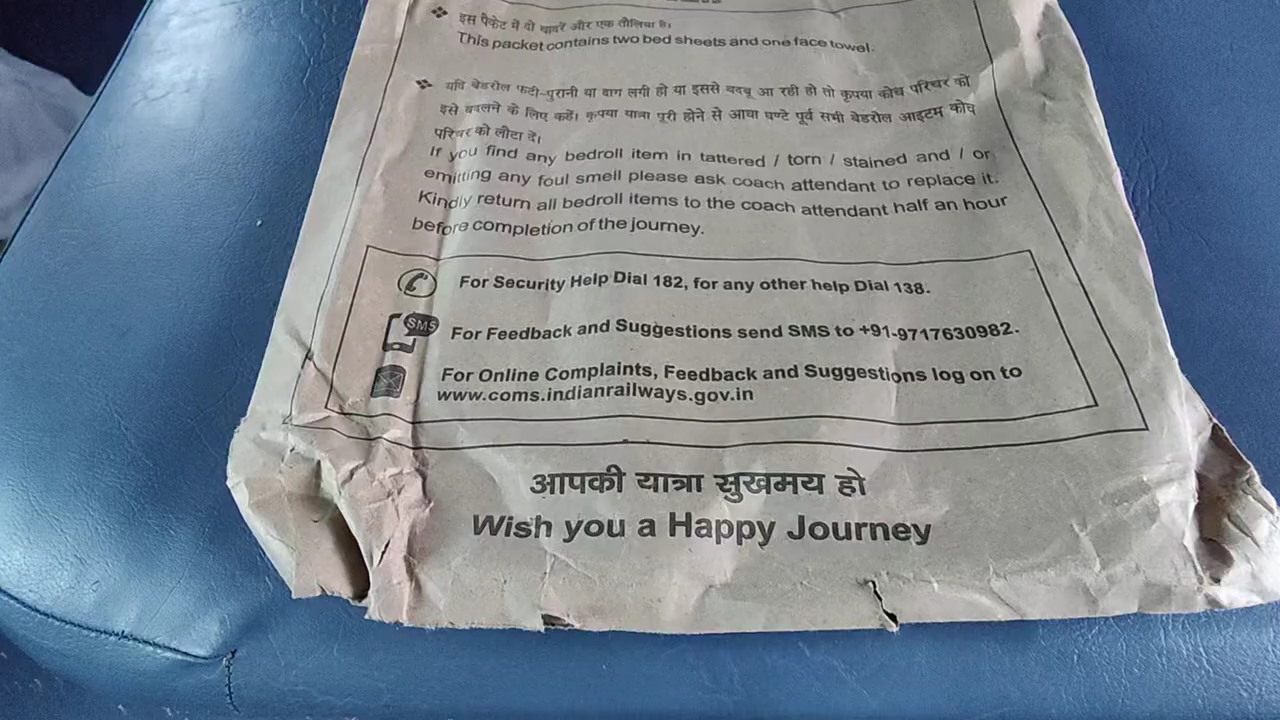 इस पैकेट में दो चादरें और एक तौलिया है।
This packet contains two bed sheets and one face towel.
यदि बेडरोल फटी-पुरानी या दाग लगी हो या इससे बदबू आ रही हो तो कृपया कोच परिचर को
इसे बदलने के लिए कहें। कृपया यात्रा पूरी होने से आधा घण्टे पूर्व सभी बेडरोल आइटम कोच
परिचर को लौटा दें।
If you find any bedroll item in tattered / torn / stained and / or
emitting any foul smell please ask coach attendant to replace it.
Kindly return all bedroll items to the coach attendant half an hour
before completion of the journey.
For Security Help Dial 182, for any other help Dial 138.
SMS
For Feedback and Suggestions send SMS to +91-9717630982.
For Online Complaints, Feedback and Suggestions log on to
www.coms.indianrailways.gov.in
आपकी यात्रा सुखमय हो
Wish you a Happy Journey